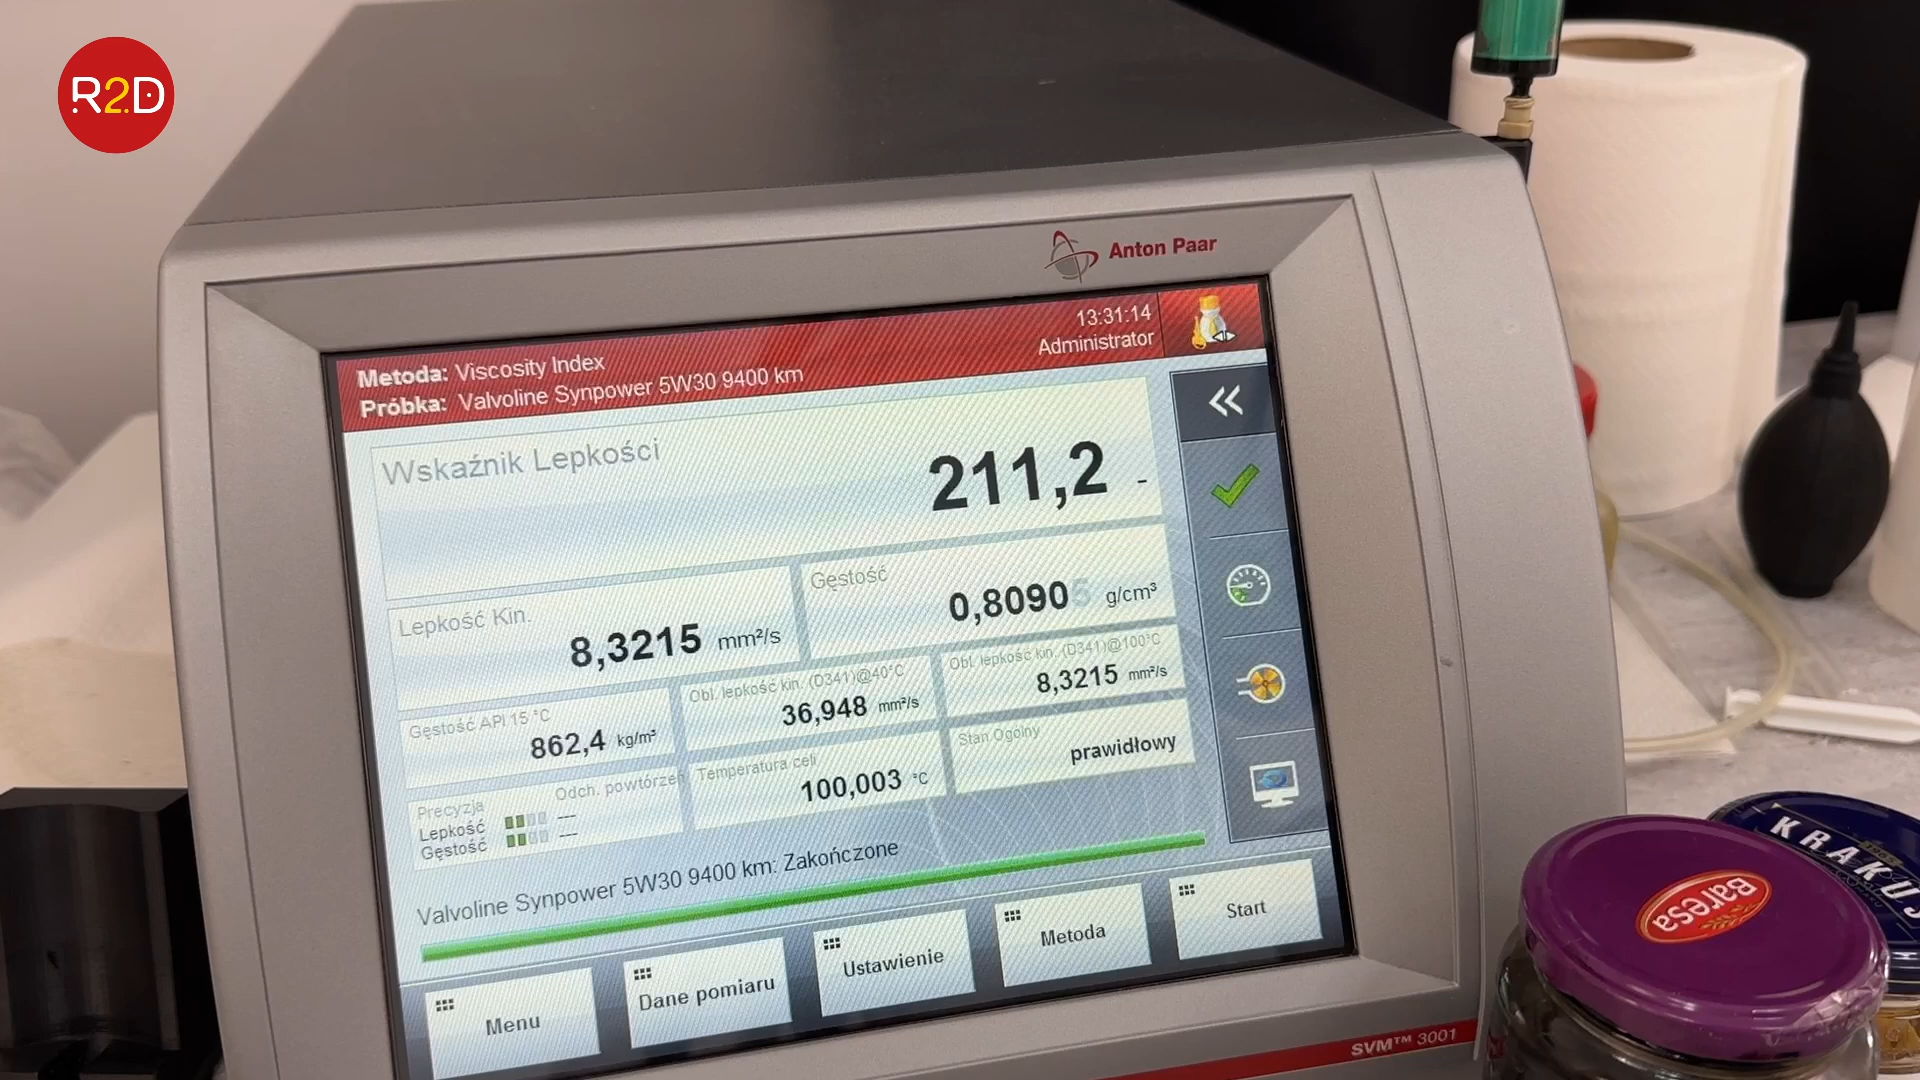 R2D
Anton Paar
13:31:14
Administrator
Metoda: Viscosity Index
Próbka: Valvoline Synpower 5W30 9400 km
Wskaźnik Lepkości
211,2 -
Lepkość Kin.
8,3215 mm²/s
Gęstość
0,80905 g/cm³
Gęstość API 15 °C
862,4 kg/m³
Obl. lepkość kin. (D341)@40°C
36,948 mm²/s
Obl. lepkość kin. (D341)@100°C
8,3215 mm²/s
Precyzja
Odch. powtórzeń
Lepkość ---
Gęstość ---
Temperatura celi
100,003 °C
Stan Ogólny
prawidłowy
Valvoline Synpower 5W30 9400 km: Zakończone
Menu
Dane pomiaru
Ustawienie
Metoda
Start
SVM™ 3001
Baresa